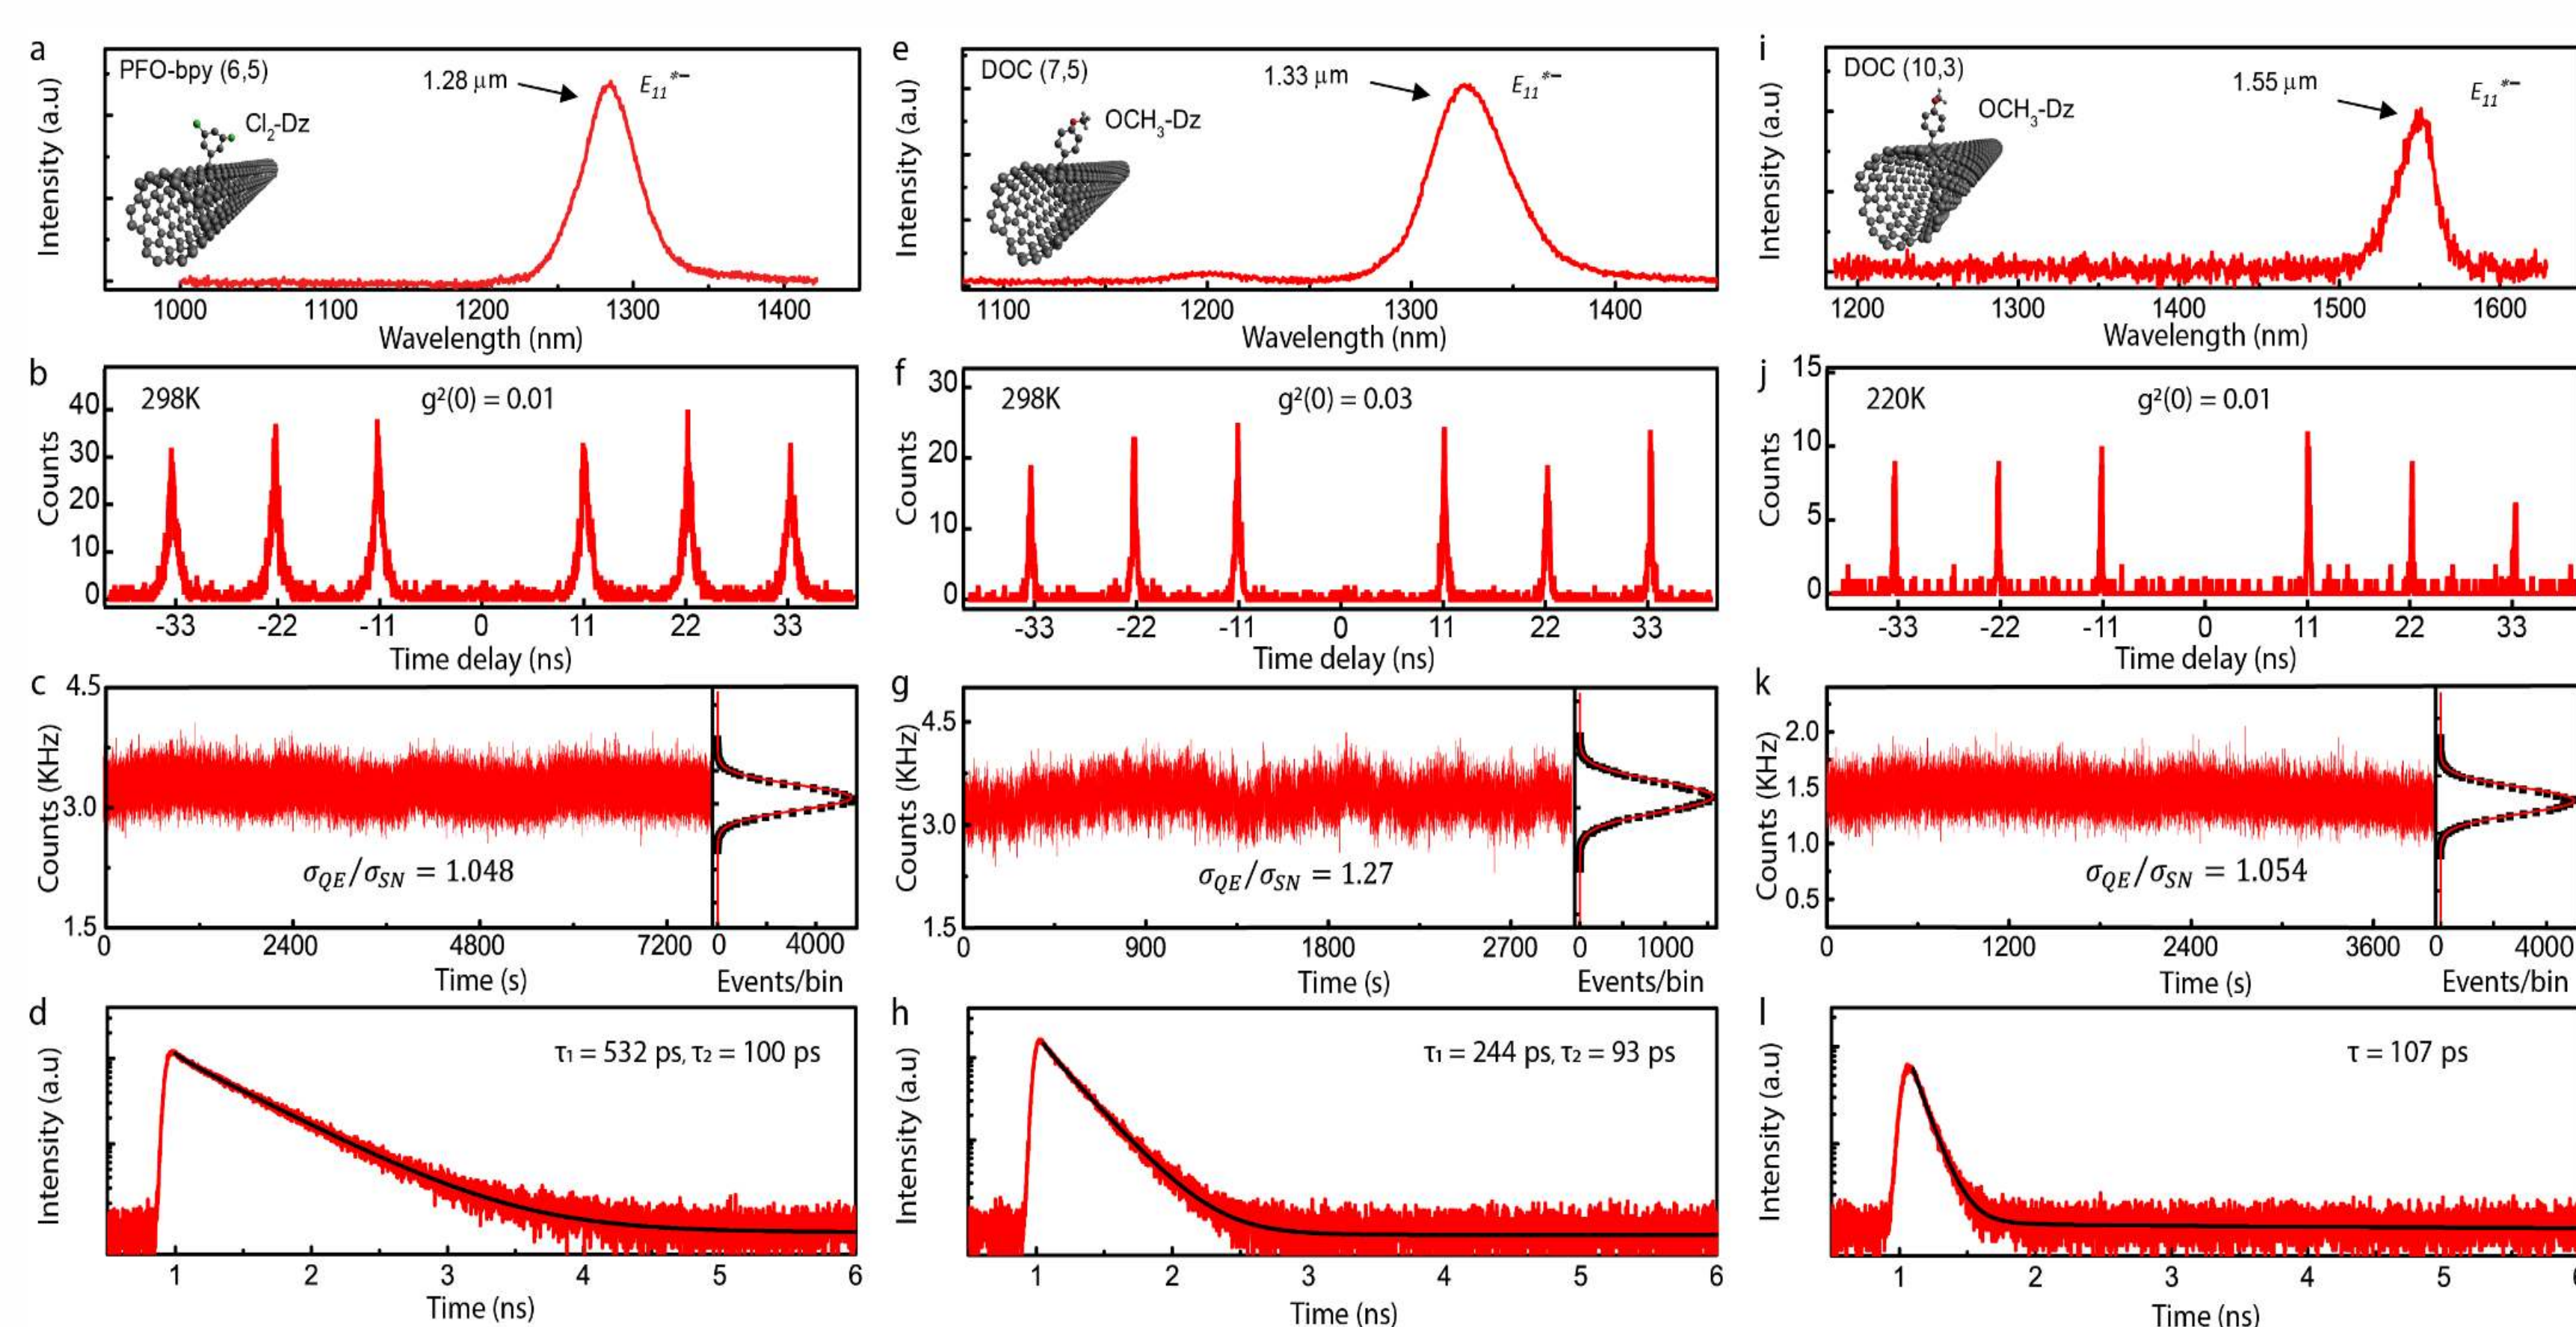 a
PFO-bpy (6,5)
1.28 μm
E₁₁*⁻
Cl₂-Dz
Intensity (a.u)
1000 1100 1200 1300 1400
Wavelength (nm)
e
DOC (7,5)
1.33 μm
E₁₁*⁻
OCH₃-Dz
Intensity (a.u)
1100 1200 1300 1400
Wavelength (nm)
i
DOC (10,3)
1.55 μm
E₁₁*⁻
OCH₃-Dz
Intensity (a.u)
1200 1300 1400 1500 1600
Wavelength (nm)
b
298K
g²(0) = 0.01
Counts
40
30
20
10
0
-33 -22 -11 0 11 22 33
Time delay (ns)
f
298K
g²(0) = 0.03
Counts
30
20
10
0
-33 -22 -11 0 11 22 33
Time delay (ns)
j
220K
g²(0) = 0.01
Counts
15
10
5
0
-33 -22 -11 0 11 22 33
Time delay (ns)
c
Counts (KHz)
4.5
3.0
1.5
σ_QE/σ_SN = 1.048
0 2400 4800 7200 0 4000
Time (s)
Events/bin
g
Counts (KHz)
4.5
3.0
1.5
σ_QE/σ_SN = 1.27
0 900 1800 2700 0 1000
Time (s)
Events/bin
k
Counts (KHz)
2.0
1.5
1.0
0.5
σ_QE/σ_SN = 1.054
0 1200 2400 3600 0 4000
Time (s)
Events/bin
d
τ₁ = 532 ps, τ₂ = 100 ps
Intensity (a.u)
1 2 3 4 5 6
Time (ns)
h
τ₁ = 244 ps, τ₂ = 93 ps
Intensity (a.u)
1 2 3 4 5 6
Time (ns)
l
τ = 107 ps
Intensity (a.u)
1 2 3 4 5
Time (ns)